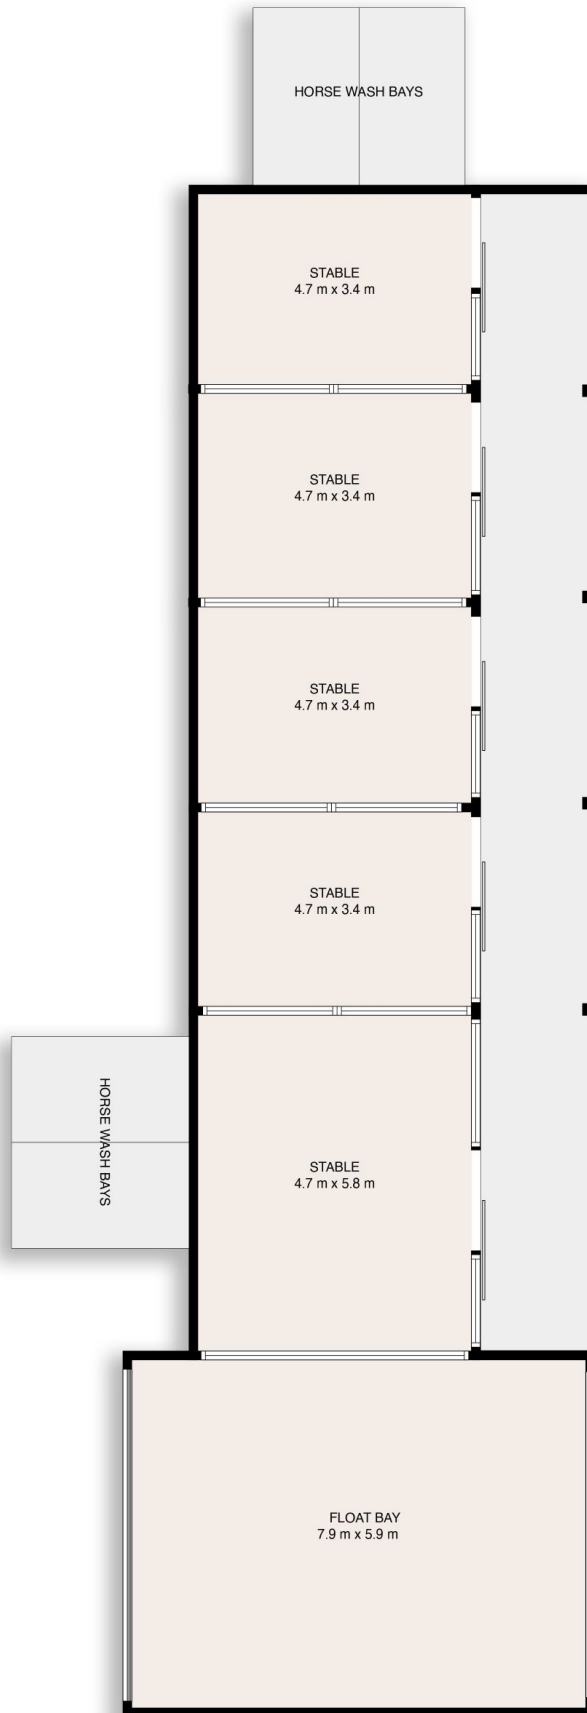 HORSE WASH BAYS
STABLE
4.7 m x 3.4 m
STABLE
4.7 m x 3.4 m
STABLE
4.7 m x 3.4 m
STABLE
4.7 m x 3.4 m
HORSE WASH BAYS
STABLE
4.7 m x 5.8 m
FLOAT BAY
7.9 m x 5.9 m